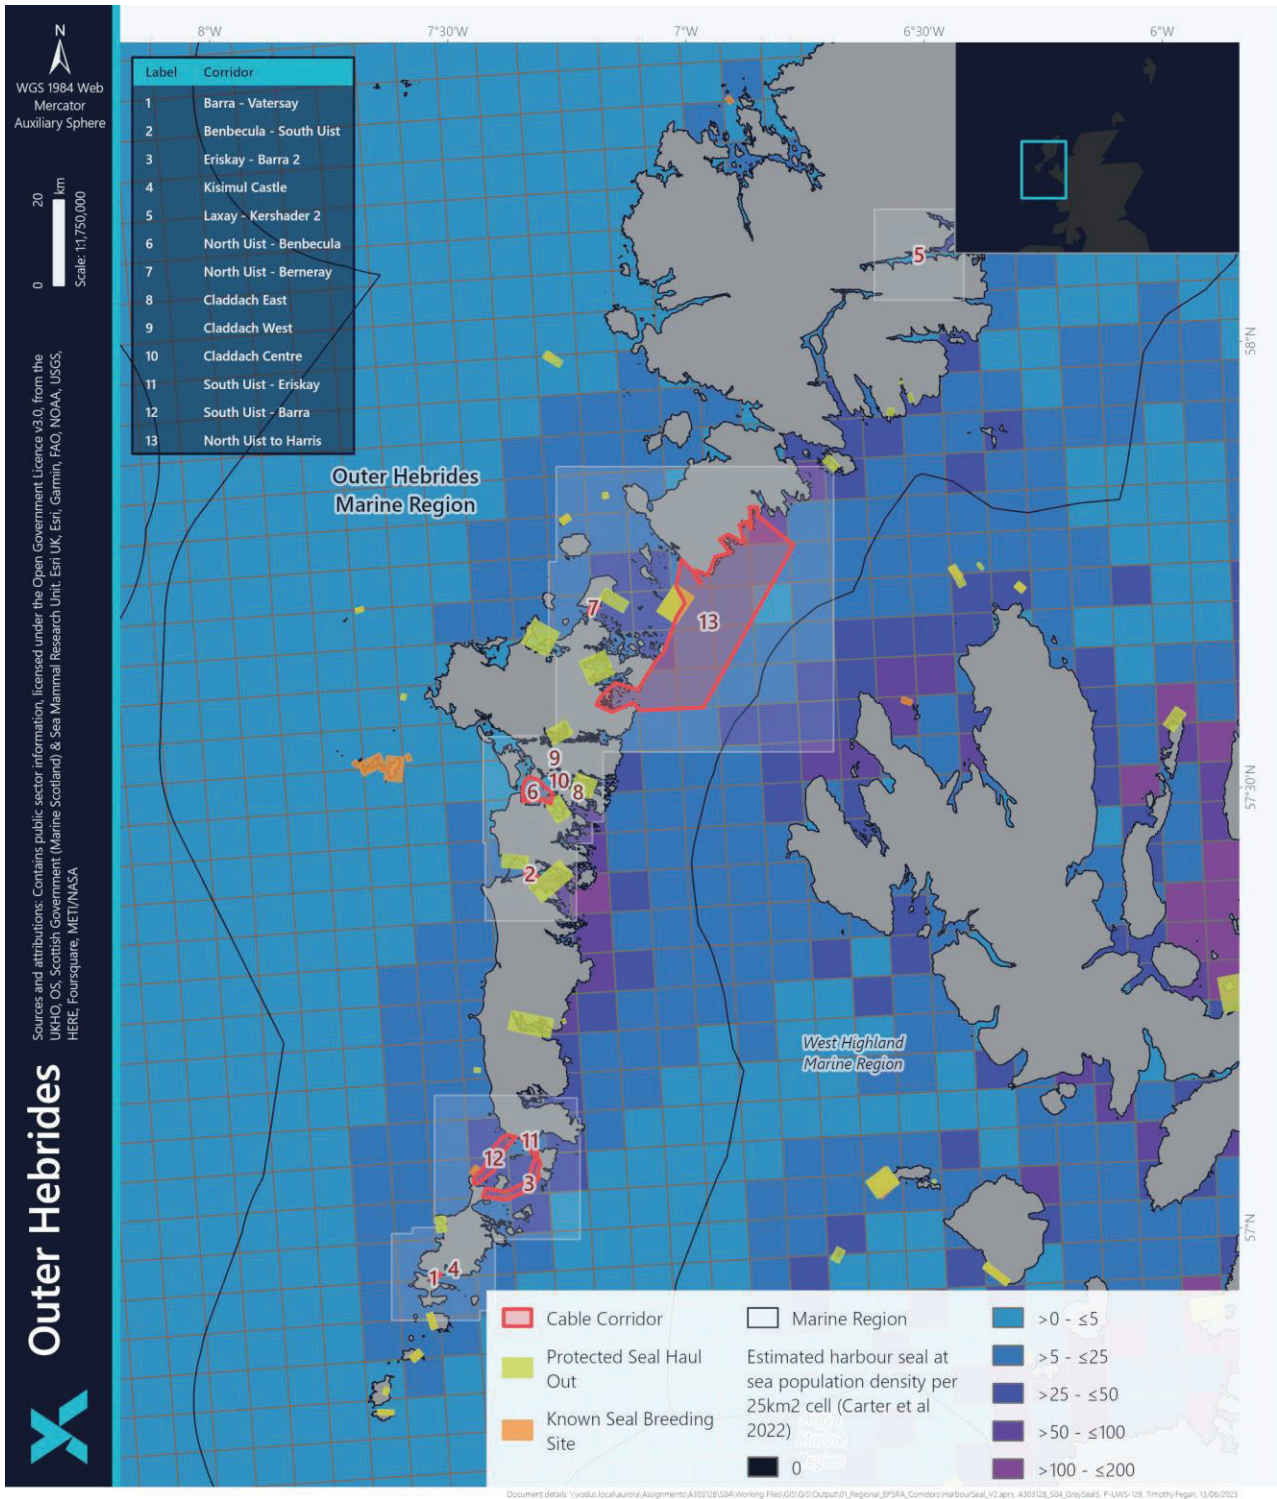 N
WGS 1984 Web
Mercator
Auxiliary Sphere
0
20
km
Scale: 1:1,750,000
Sources and attributions: Contains public sector information, licensed under the Open Government Licence v3.0, from the
UKHO, OS, Scottish Government (Marine Scotland) & Sea Mammal Research Unit. Esri UK, Esri, Garmin, FAO, NOAA, USGS,
HERE, Foursquare, METI/NASA
Outer Hebrides
8°W
7°30'W
7°W
6°30'W
6°W
58°N
57°30'N
57°N
Label Corridor
1 Barra - Vatersay
2 Benbecula - South Uist
3 Eriskay - Barra 2
4 Kisimul Castle
5 Laxay - Kershader 2
6 North Uist - Benbecula
7 North Uist - Berneray
8 Claddach East
9 Claddach West
10 Claddach Centre
11 South Uist - Eriskay
12 South Uist - Barra
13 North Uist to Harris
5
Outer Hebrides
Marine Region
7
13
9
10
6
8
2
West Highland
Marine Region
11
12
3
4
1
Cable Corridor
Protected Seal Haul
Out
Known Seal Breeding
Site
Marine Region
Estimated harbour seal at
sea population density per
25km2 cell (Carter et al
2022)
0
>0 - ≤5
>5 - ≤25
>25 - ≤50
>50 - ≤100
>100 - ≤200
Marine
Region